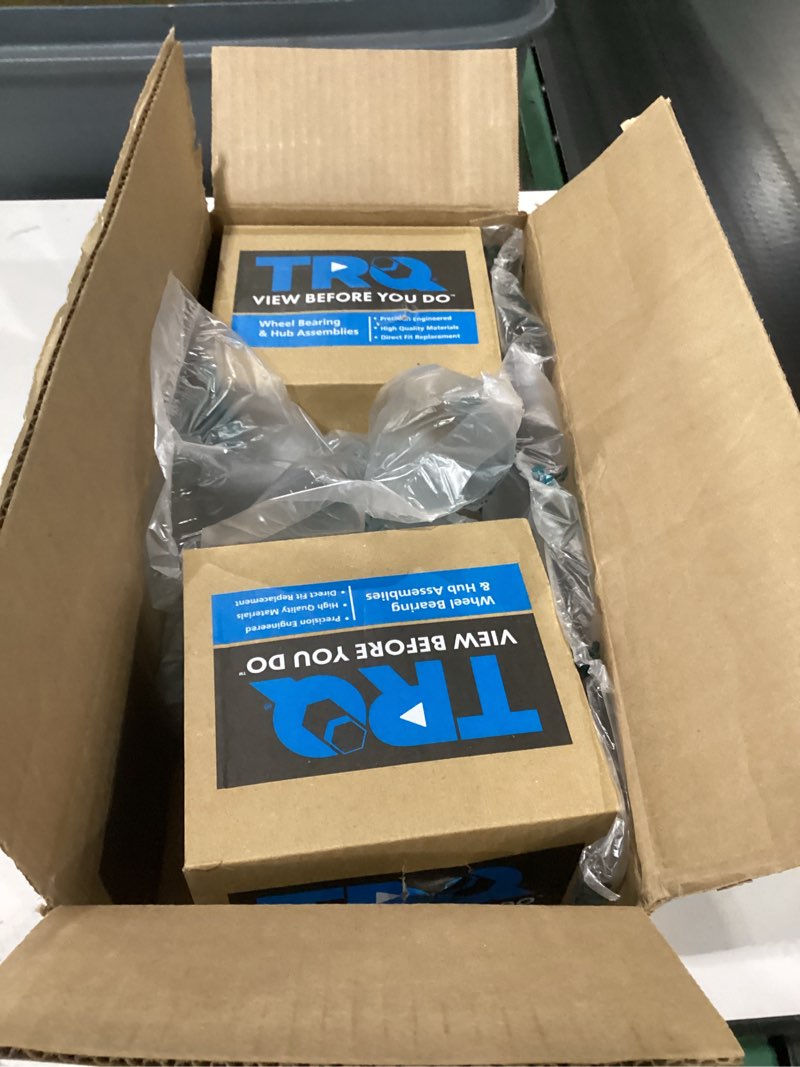 TRQ
VIEW BEFORE YOU DO™
Wheel Bearing
& Hub Assemblies
• Precision Engineered
• High Quality Materials
• Direct Fit Replacement
TRQ®
VIEW BEFORE YOU DO™
Wheel Bearing
& Hub Assemblies
• Precision Engineered
• High Quality Materials
• Direct Fit Replacement